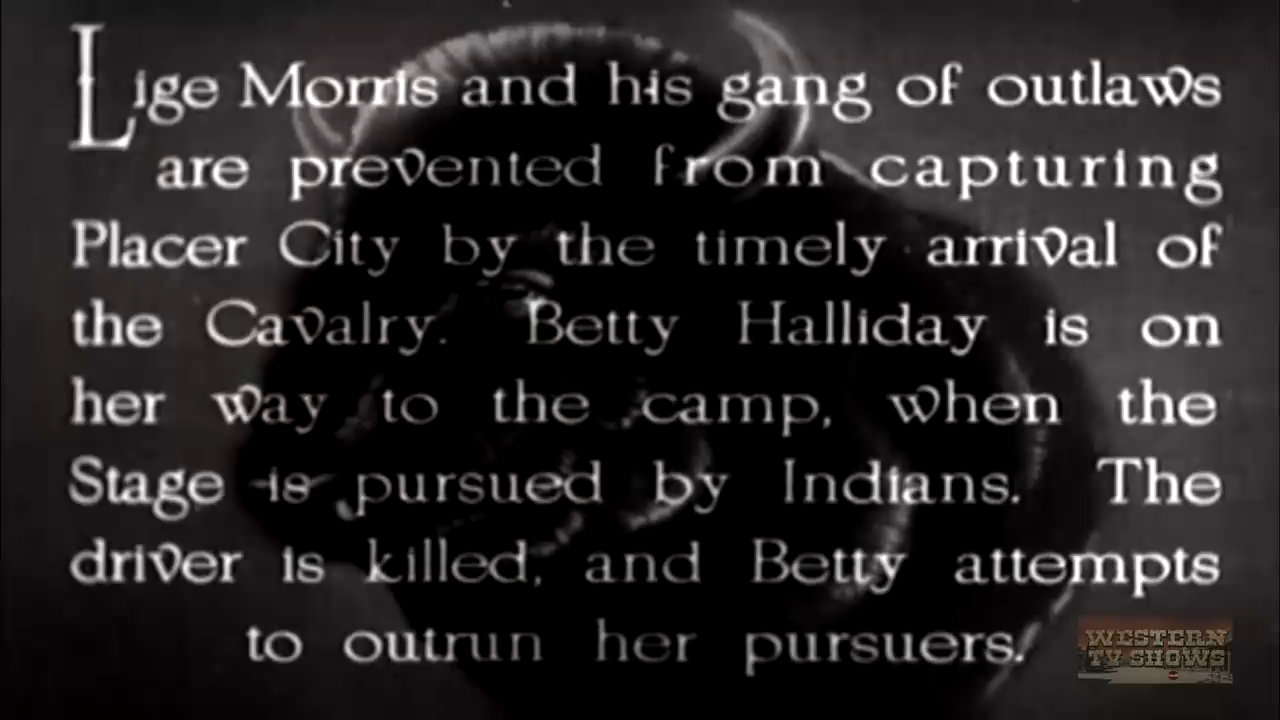 Lige Morris and his gang of outlaws
are prevented from capturing
Placer City by the timely arrival of
the Cavalry. Betty Halliday is on
her way to the camp, when the
Stage is pursued by Indians. The
driver is killed, and Betty attempts
to outrun her pursuers.
WESTERN
TV SHOWS